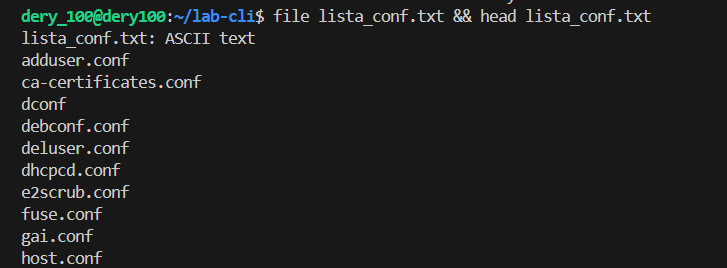 dery_100@dery100:~/lab-cli$ file lista_conf.txt && head lista_conf.txt
lista_conf.txt: ASCII text
adduser.conf
ca-certificates.conf
dconf
debconf.conf
deluser.conf
dhcpcd.conf
e2scrub.conf
fuse.conf
gai.conf
host.conf